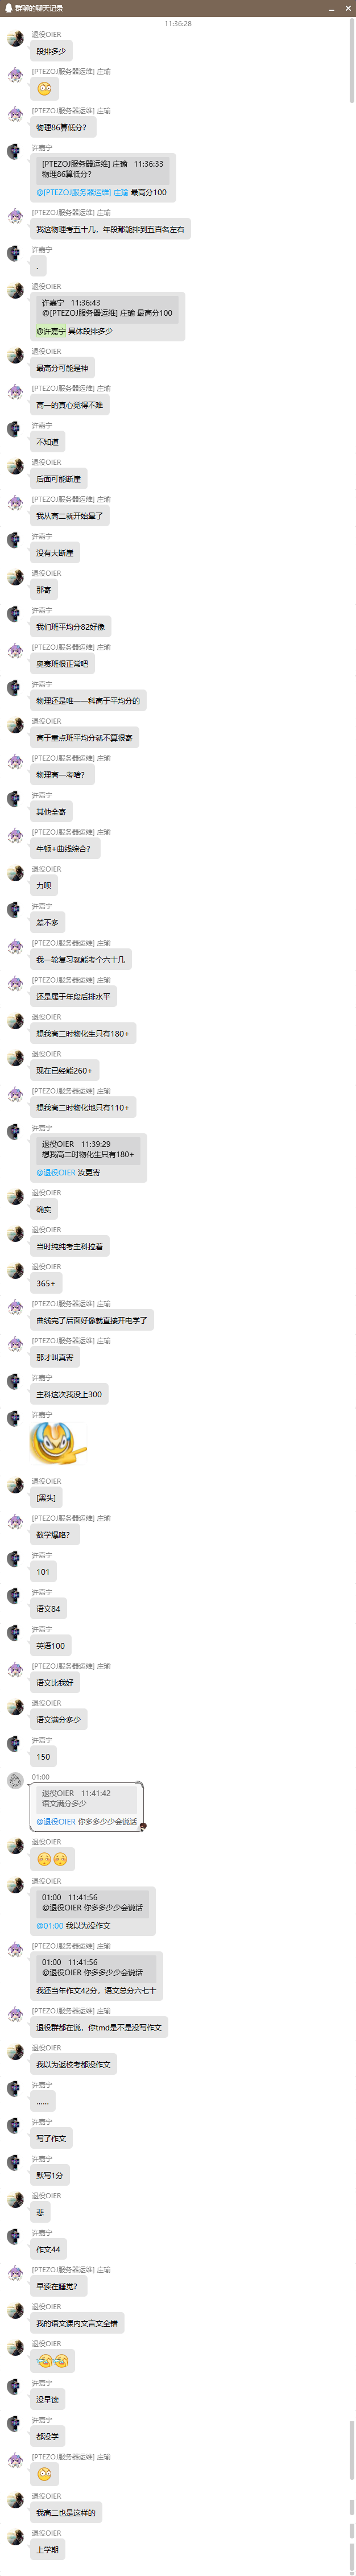 群聊的聊天记录
11:36:28
退役OIER
段排多少
[PTEZOJ服务器运维] 庄瑜
[PTEZOJ服务器运维] 庄瑜
物理86算低分?
许嘉宁
[PTEZOJ服务器运维] 庄瑜 11:36:33
物理86算低分?
@[PTEZOJ服务器运维] 庄瑜 最高分100
[PTEZOJ服务器运维] 庄瑜
我这物理考五十几，年段都能排到五百名左右
许嘉宁
.
退役OIER
许嘉宁 11:36:43
@[PTEZOJ服务器运维] 庄瑜 最高分100
@许嘉宁 具体段排多少
退役OIER
最高分可能是神
[PTEZOJ服务器运维] 庄瑜
高一的真心觉得不难
许嘉宁
不知道
退役OIER
后面可能断崖
[PTEZOJ服务器运维] 庄瑜
我从高二就开始晕了
许嘉宁
没有大断崖
退役OIER
那寄
许嘉宁
我们班平均分82好像
[PTEZOJ服务器运维] 庄瑜
奥赛班很正常吧
许嘉宁
物理还是唯一一科高于平均分的
退役OIER
高于重点班平均分就不算很寄
[PTEZOJ服务器运维] 庄瑜
物理高一考啥?
许嘉宁
其他全寄
[PTEZOJ服务器运维] 庄瑜
牛顿+曲线综合?
退役OIER
力呗
许嘉宁
差不多
[PTEZOJ服务器运维] 庄瑜
我一轮复习就能考个六十几
[PTEZOJ服务器运维] 庄瑜
还是属于年段后排水平
退役OIER
想我高二时物化生只有180+
退役OIER
现在已经能260+
[PTEZOJ服务器运维] 庄瑜
想我高二时物化地只有110+
许嘉宁
退役OIER 11:39:29
想我高二时物化生只有180+
@退役OIER 汝更寄
退役OIER
确实
退役OIER
当时纯纯考主科拉着
退役OIER
365+
[PTEZOJ服务器运维] 庄瑜
曲线完了后面好像就直接开电学了
[PTEZOJ服务器运维] 庄瑜
那才叫真寄
许嘉宁
主科这次我没上300
许嘉宁
退役OIER
[黑头]
[PTEZOJ服务器运维] 庄瑜
数学爆咯?
许嘉宁
101
许嘉宁
语文84
许嘉宁
英语100
[PTEZOJ服务器运维] 庄瑜
语文比我好
退役OIER
语文满分多少
许嘉宁
150
01:00
退役OIER 11:41:42
语文满分多少
@退役OIER 你多多少少会说话
退役OIER
退役OIER
01:00 11:41:56
@退役OIER 你多多少少会说话
@01:00 我以为没作文
[PTEZOJ服务器运维] 庄瑜
01:00 11:41:56
@退役OIER 你多多少少会说话
我还当年作文42分，语文总分六七十
[PTEZOJ服务器运维] 庄瑜
退役群都在说，你tmd是不是没写作文
退役OIER
我以为返校考都没作文
许嘉宁
......
许嘉宁
写了作文
许嘉宁
默写1分
退役OIER
悲
许嘉宁
作文44
[PTEZOJ服务器运维] 庄瑜
早读在睡觉?
退役OIER
我的语文课内文言文全错
退役OIER
许嘉宁
没早读
许嘉宁
都没学
[PTEZOJ服务器运维] 庄瑜
退役OIER
我高二也是这样的
退役OIER
上学期